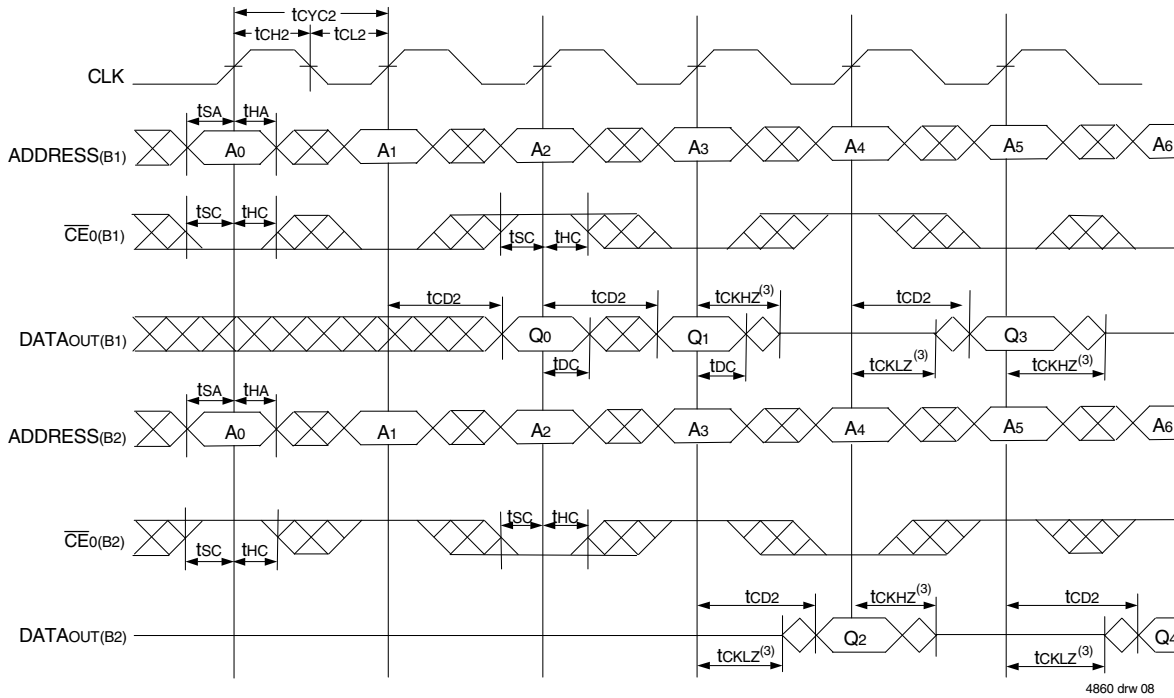 tCYC2
tCH2 tCL2
CLK
tSA tHA
ADDRESS(B1) A0 A1 A2 A3 A4 A5 A6
tSC tHC
CE0(B1) tSC tHC
tCD2 tCD2 tCKHZ(3) tCD2
DATAOUT(B1) Q0 Q1 Q3
tDC tDC tCKLZ(3) tCKHZ(3)
tSA tHA
ADDRESS(B2) A0 A1 A2 A3 A4 A5 A6
tSC tHC
CE0(B2)
tSC tHC
tCD2 tCKHZ(3) tCD2
DATAOUT(B2) Q2 Q4
tCKLZ(3) tCKLZ(3)
4860 drw 08